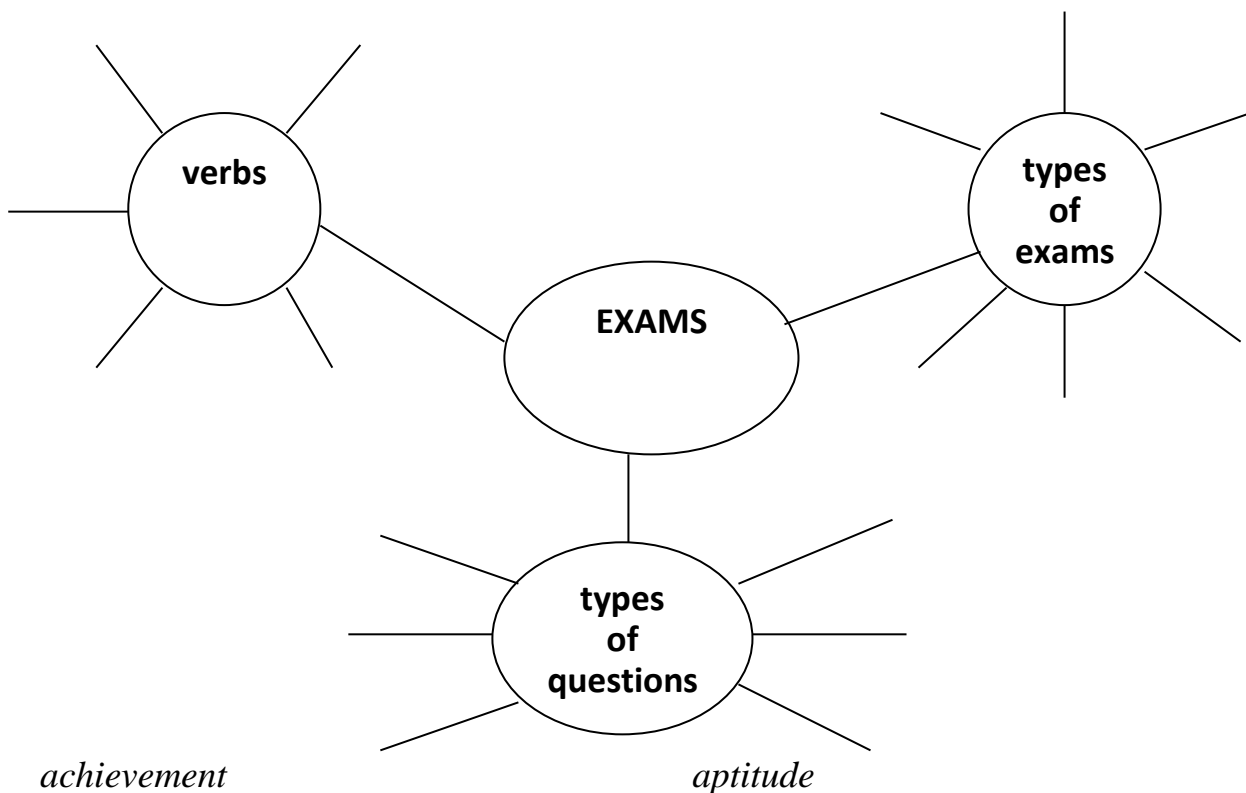 verbs
types
of
exams
EXAMS
types
of
questions
achievement aptitude